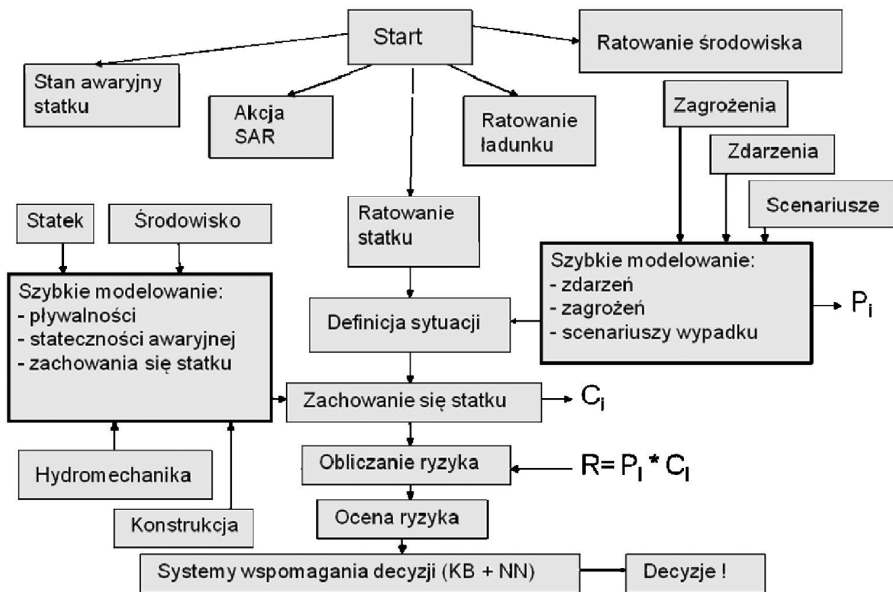 Start
Ratowanie środowiska
Stan awaryjny
statku
Akcja
SAR
Ratowanie
ładunku
Zagrożenia
Zdarzenia
Scenariusze
Statek
Środowisko
Ratowanie
statku
Szybkie modelowanie:
- zdarzeń
- zagrożeń
- scenariuszy wypadku
Pi
Szybkie modelowanie:
- pływalności
- stateczności awaryjnej
- zachowania się statku
Definicja sytuacji
Zachowanie się statku
Ci
Obliczanie ryzyka
R= Pi * Ci
Hydromechanika
Konstrukcja
Ocena ryzyka
Systemy wspomagania decyzji (KB + NN)
Decyzje !